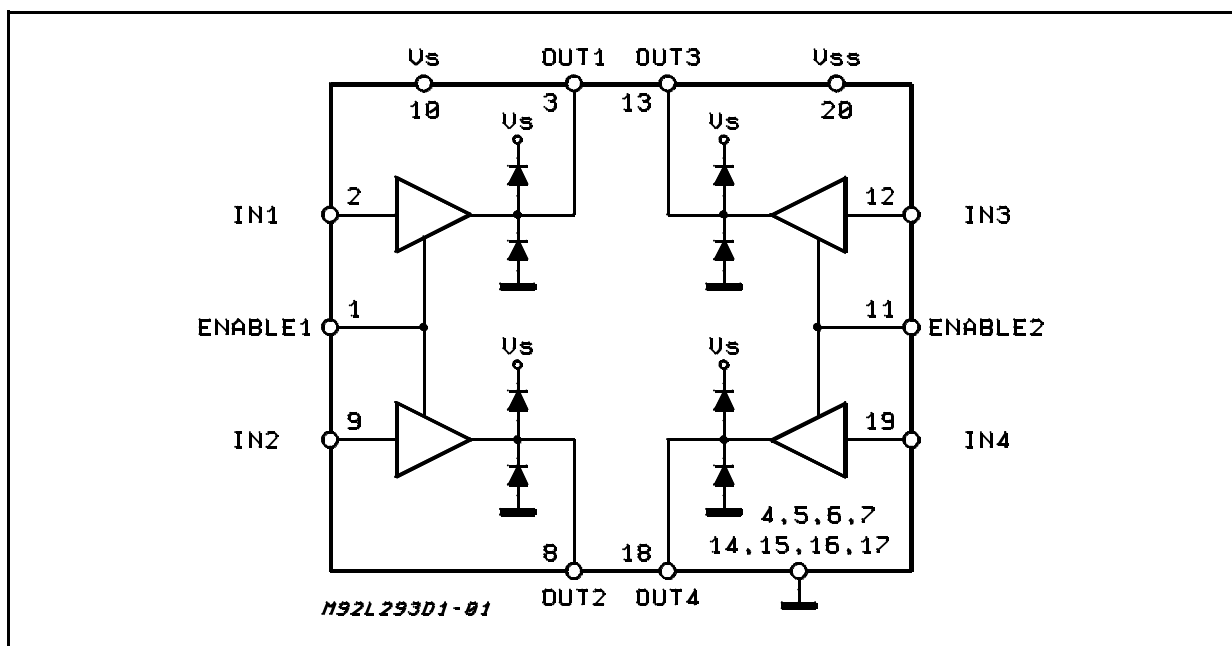 Vs OUT1 OUT3 Vss
10 3 13 20
Vs Vs
2 12
IN1 IN3
1 11
ENABLE1 ENABLE2
Vs Vs
9 19
IN2 IN4
4,5,6,7
8 18 14,15,16,17
OUT2 OUT4
M92L293D1-01